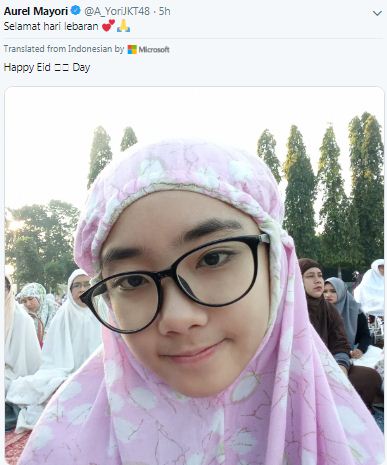 Aurel Mayori @A_YoriJKT48 · 5h
Selamat hari lebaran 💕🙏
Translated from Indonesian by Microsoft
Happy Eid □□ Day